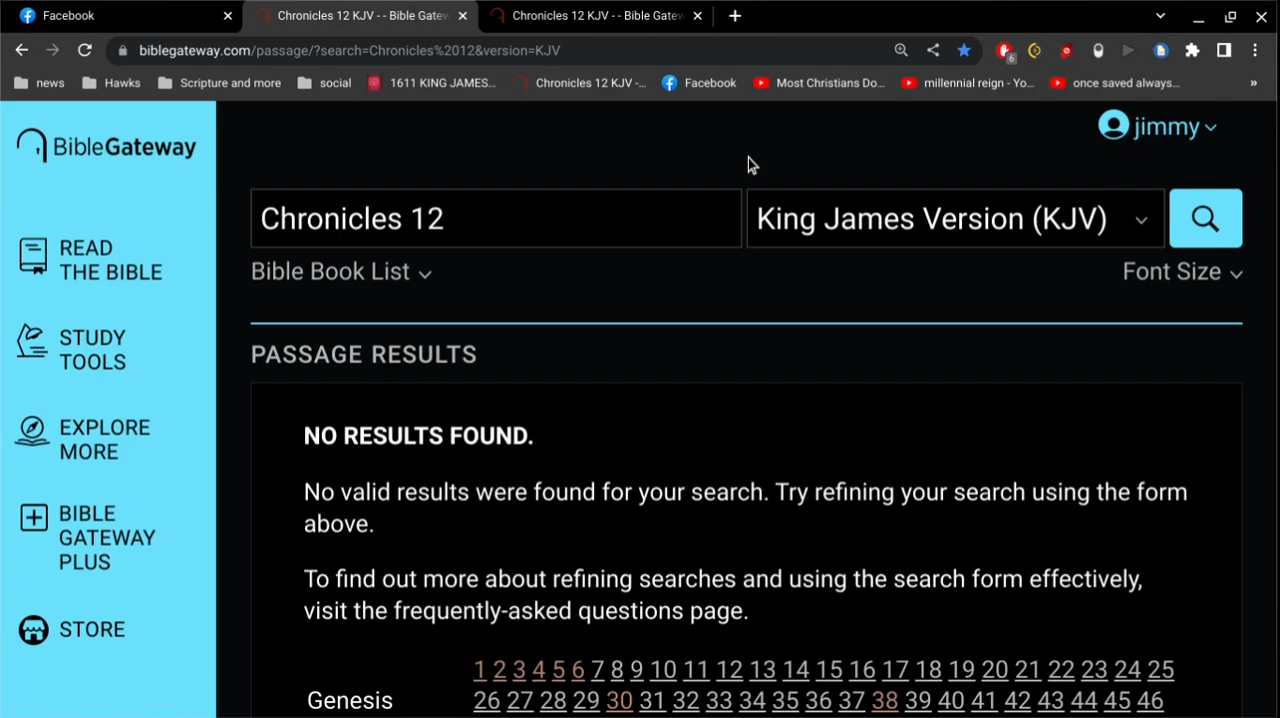 Facebook
Chronicles 12 KJV - - Bible Gatew
Chronicles 12 KJV - - Bible Gatew
biblegateway.com/passage/?search=Chronicles%2012&version=KJV
6
news
Hawks
Scripture and more
social
1611 KING JAMES...
Chronicles 12 KJV -...
Facebook
Most Christians Do...
millennial reign - Yo...
once saved always...
»
BibleGateway
jimmy
Chronicles 12
King James Version (KJV)
Bible Book List
Font Size
READ
THE BIBLE
STUDY
TOOLS
EXPLORE
MORE
BIBLE
GATEWAY
PLUS
STORE
PASSAGE RESULTS
NO RESULTS FOUND.
No valid results were found for your search. Try refining your search using the form
above.
To find out more about refining searches and using the search form effectively,
visit the frequently-asked questions page.
Genesis
1 2 3 4 5 6 7 8 9 10 11 12 13 14 15 16 17 18 19 20 21 22 23 24 25
26 27 28 29 30 31 32 33 34 35 36 37 38 39 40 41 42 43 44 45 46